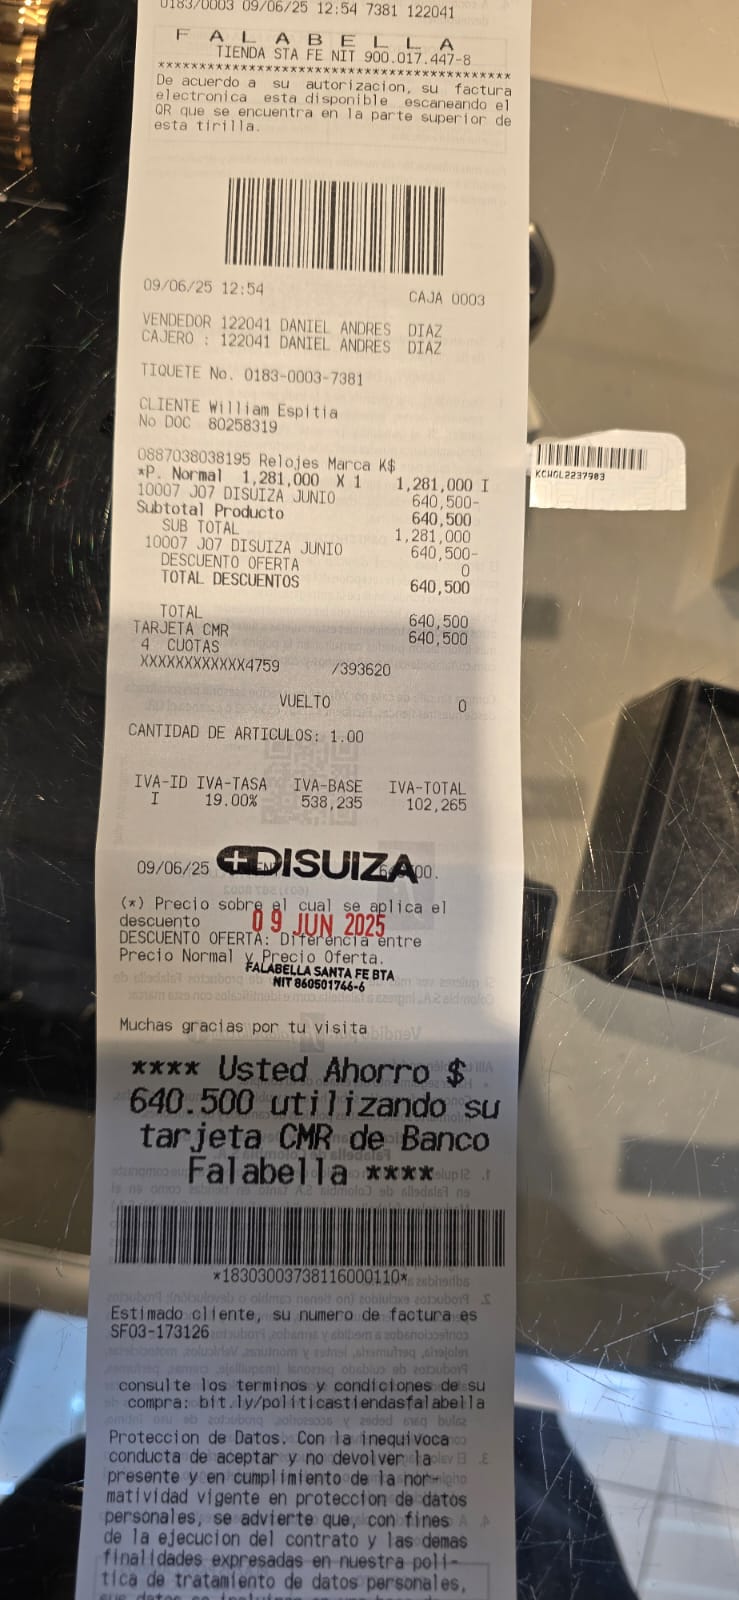 0183/0003 09/06/25 12:54 7381 122041
F A L A B E L L A
TIENDA STA FE NIT 900.017.447-8
*******************************************
De acuerdo a su autorizacion, su factura
electronica esta disponible escaneando el
QR que se encuentra en la parte superior de
esta tirilla.
09/06/25 12:54 CAJA 0003
VENDEDOR 122041 DANIEL ANDRES DIAZ
CAJERO : 122041 DANIEL ANDRES DIAZ
TIQUETE No. 0183-0003-7381
CLIENTE William Espitia
No DOC 80258319
0887038038195 Relojes Marca K$
*P. Normal 1,281,000 X 1 1,281,000 I
10007 J07 DISUIZA JUNIO 640,500-
Subtotal Producto 640,500
SUB TOTAL 1,281,000
10007 J07 DISUIZA JUNIO 640,500-
DESCUENTO OFERTA 0
TOTAL DESCUENTOS 640,500
TOTAL 640,500
TARJETA CMR 640,500
4 CUOTAS
XXXXXXXXXXXX4759 /393620
VUELTO 0
CANTIDAD DE ARTICULOS: 1.00
IVA-ID IVA-TASA IVA-BASE IVA-TOTAL
I 19.00% 538,235 102,265
09/06/25 DISUIZA
(*) Precio sobre el cual se aplica el
descuento 09 JUN 2025
DESCUENTO OFERTA: Diferencia entre
Precio Normal y Precio Oferta.
FALABELLA SANTA FE BTA
NIT 860501766-6
Muchas gracias por tu visita
**** Usted Ahorro $
640.500 utilizando su
tarjeta CMR de Banco
Falabella ****
*18303003738116000110*
Estimado cliente, su numero de factura es
SF03-173126
consulte los terminos y condiciones de su
compra: bit.ly/politicastiendasfalabella
Proteccion de Datos. Con la inequivoca
conducta de aceptar y no devolver la
presente y en cumplimiento de la nor-
matividad vigente en proteccion de datos
personales, se advierte que, con fines
de la ejecucion del contrato y las demas
finalidades expresadas en nuestra poli-
tica de tratamiento de datos personales,
KCWGL2237903